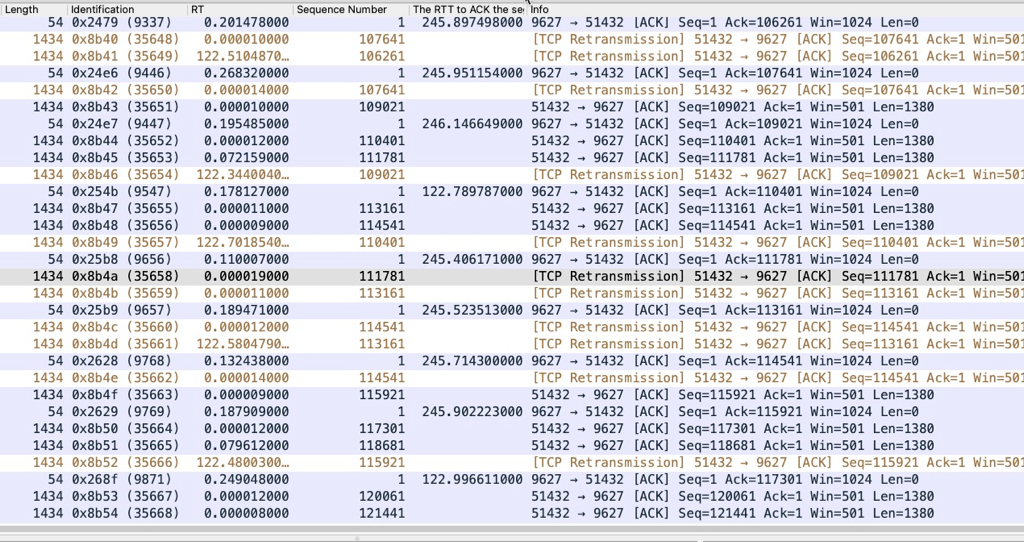 Length Identification RT Sequence Number The RTT to ACK the se Info
54 0x2479 (9337) 0.201478000 1 245.897498000 9627 → 51432 [ACK] Seq=1 Ack=106261 Win=1024 Len=0
1434 0x8b40 (35648) 0.000010000 107641 [TCP Retransmission] 51432 → 9627 [ACK] Seq=107641 Ack=1 Win=501
1434 0x8b41 (35649) 122.5104870… 106261 [TCP Retransmission] 51432 → 9627 [ACK] Seq=106261 Ack=1 Win=501
54 0x24e6 (9446) 0.268320000 1 245.951154000 9627 → 51432 [ACK] Seq=1 Ack=107641 Win=1024 Len=0
1434 0x8b42 (35650) 0.000014000 107641 [TCP Retransmission] 51432 → 9627 [ACK] Seq=107641 Ack=1 Win=501
1434 0x8b43 (35651) 0.000010000 109021 51432 → 9627 [ACK] Seq=109021 Ack=1 Win=501 Len=1380
54 0x24e7 (9447) 0.195485000 1 246.146649000 9627 → 51432 [ACK] Seq=1 Ack=109021 Win=1024 Len=0
1434 0x8b44 (35652) 0.000012000 110401 51432 → 9627 [ACK] Seq=110401 Ack=1 Win=501 Len=1380
1434 0x8b45 (35653) 0.072159000 111781 51432 → 9627 [ACK] Seq=111781 Ack=1 Win=501 Len=1380
1434 0x8b46 (35654) 122.3440040… 109021 [TCP Retransmission] 51432 → 9627 [ACK] Seq=109021 Ack=1 Win=501
54 0x254b (9547) 0.178127000 1 122.789787000 9627 → 51432 [ACK] Seq=1 Ack=110401 Win=1024 Len=0
1434 0x8b47 (35655) 0.000011000 113161 51432 → 9627 [ACK] Seq=113161 Ack=1 Win=501 Len=1380
1434 0x8b48 (35656) 0.000009000 114541 51432 → 9627 [ACK] Seq=114541 Ack=1 Win=501 Len=1380
1434 0x8b49 (35657) 122.7018540… 110401 [TCP Retransmission] 51432 → 9627 [ACK] Seq=110401 Ack=1 Win=501
54 0x25b8 (9656) 0.110007000 1 245.406171000 9627 → 51432 [ACK] Seq=1 Ack=111781 Win=1024 Len=0
1434 0x8b4a (35658) 0.000019000 111781 [TCP Retransmission] 51432 → 9627 [ACK] Seq=111781 Ack=1 Win=501
1434 0x8b4b (35659) 0.000011000 113161 [TCP Retransmission] 51432 → 9627 [ACK] Seq=113161 Ack=1 Win=501
54 0x25b9 (9657) 0.189471000 1 245.523513000 9627 → 51432 [ACK] Seq=1 Ack=113161 Win=1024 Len=0
1434 0x8b4c (35660) 0.000012000 114541 [TCP Retransmission] 51432 → 9627 [ACK] Seq=114541 Ack=1 Win=501
1434 0x8b4d (35661) 122.5804790… 113161 [TCP Retransmission] 51432 → 9627 [ACK] Seq=113161 Ack=1 Win=501
54 0x2628 (9768) 0.132438000 1 245.714300000 9627 → 51432 [ACK] Seq=1 Ack=114541 Win=1024 Len=0
1434 0x8b4e (35662) 0.000014000 114541 [TCP Retransmission] 51432 → 9627 [ACK] Seq=114541 Ack=1 Win=501
1434 0x8b4f (35663) 0.000009000 115921 51432 → 9627 [ACK] Seq=115921 Ack=1 Win=501 Len=1380
54 0x2629 (9769) 0.187909000 1 245.902223000 9627 → 51432 [ACK] Seq=1 Ack=115921 Win=1024 Len=0
1434 0x8b50 (35664) 0.000012000 117301 51432 → 9627 [ACK] Seq=117301 Ack=1 Win=501 Len=1380
1434 0x8b51 (35665) 0.079612000 118681 51432 → 9627 [ACK] Seq=118681 Ack=1 Win=501 Len=1380
1434 0x8b52 (35666) 122.4800300… 115921 [TCP Retransmission] 51432 → 9627 [ACK] Seq=115921 Ack=1 Win=501
54 0x268f (9871) 0.249048000 1 122.996611000 9627 → 51432 [ACK] Seq=1 Ack=117301 Win=1024 Len=0
1434 0x8b53 (35667) 0.000012000 120061 51432 → 9627 [ACK] Seq=120061 Ack=1 Win=501 Len=1380
1434 0x8b54 (35668) 0.000008000 121441 51432 → 9627 [ACK] Seq=121441 Ack=1 Win=501 Len=1380